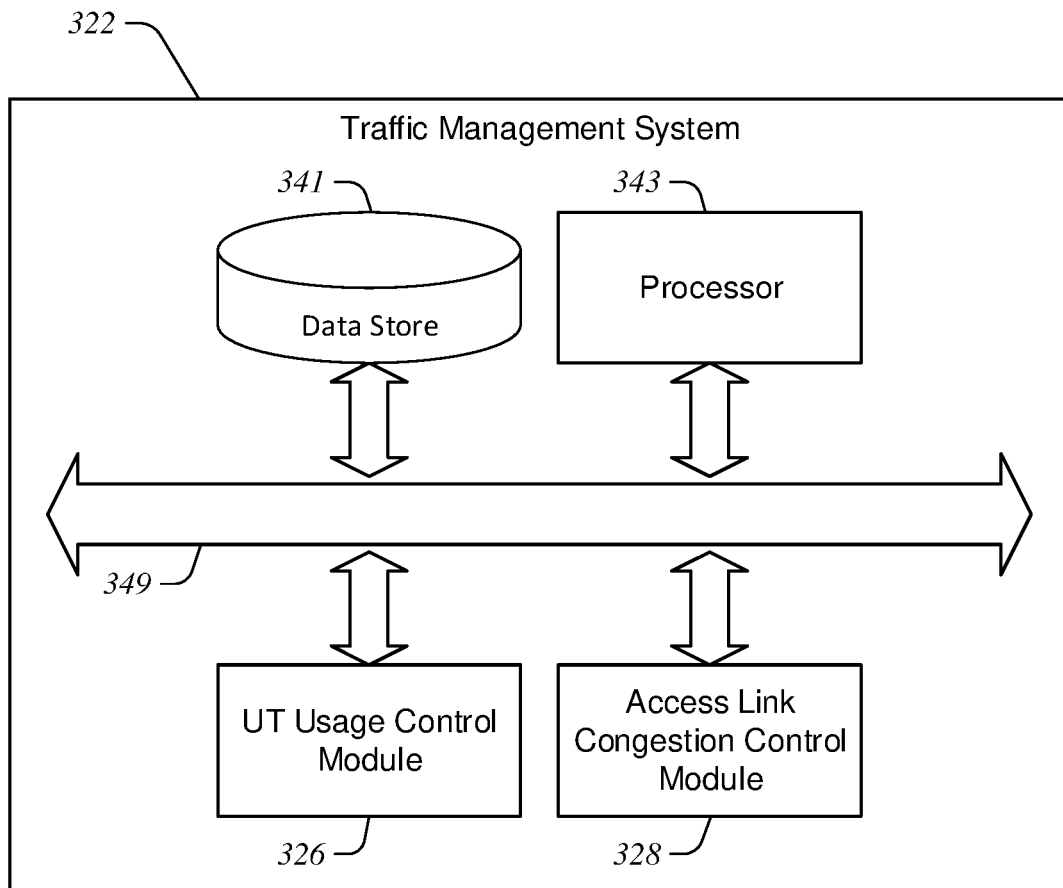 322
Traffic Management System
341
343
Data Store
Processor
349
UT Usage Control
Module
Access Link
Congestion Control
Module
326
328